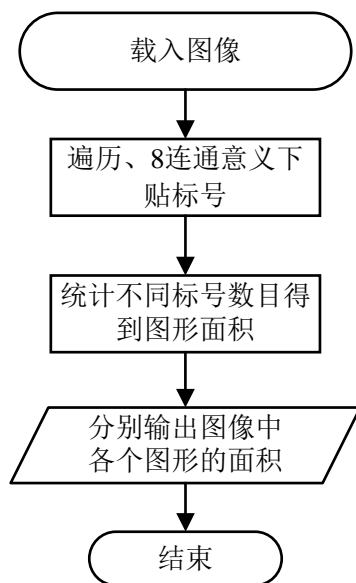 载入图像
遍历、8连通意义下
贴标号
统计不同标号数目得
到图形面积
分别输出图像中
各个图形的面积
结束